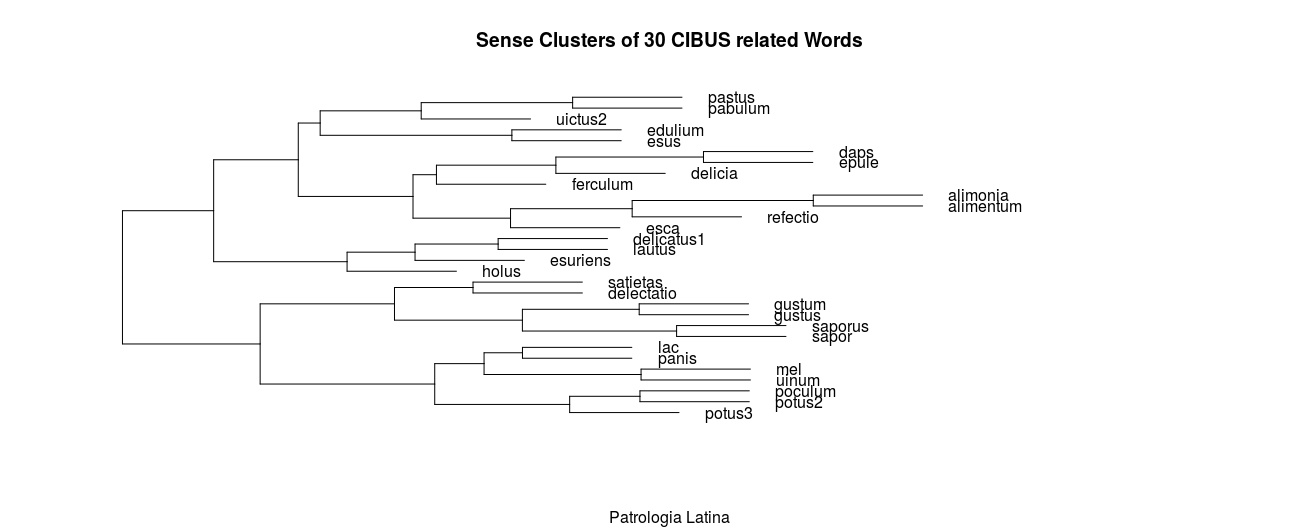 Sense Clusters of 30 CIBUS related Words
pastus
pabulum
uictus2
edulium
esus
daps
epule
delicia
ferculum
alimonia
alimentum
refectio
esca
delicatus1
lautus
esuriens
holus
satietas
delectatio
gustum
gustus
saporus
sapor
lac
panis
mel
uinum
poculum
potus2
potus3
Patrologia Latina